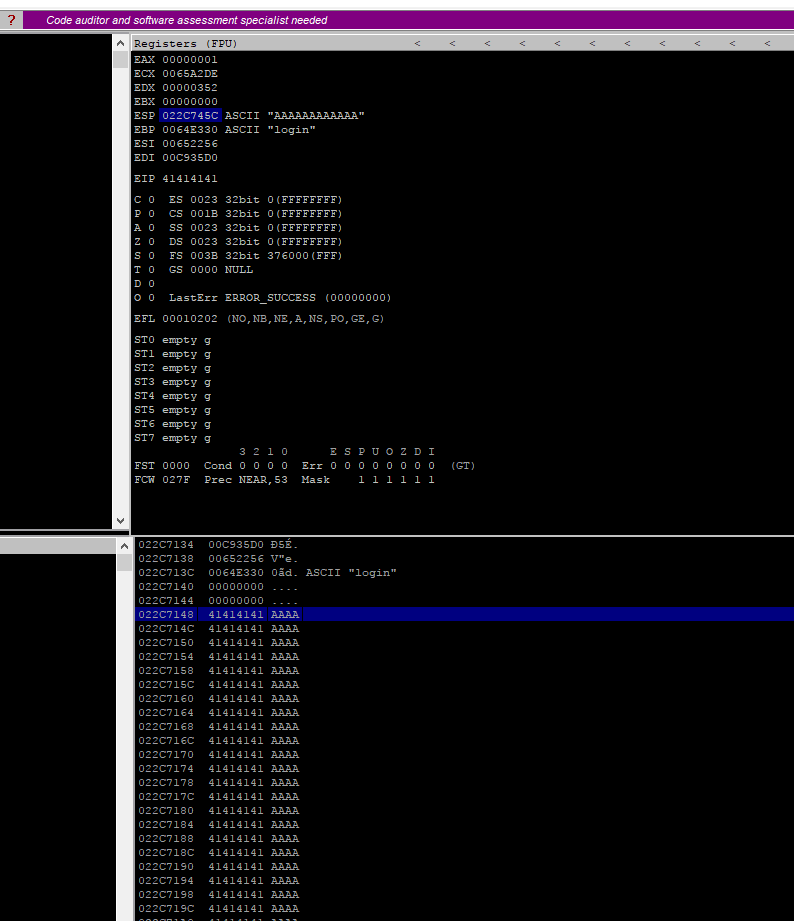 ? Code auditor and software assessment specialist needed
Registers (FPU) < < < < < < < < < < <
EAX 00000001
ECX 0065A2DE
EDX 00000352
EBX 00000000
ESP 022C745C ASCII "AAAAAAAAAAAA"
EBP 0064E330 ASCII "login"
ESI 00652256
EDI 00C935D0
EIP 41414141
C 0 ES 0023 32bit 0(FFFFFFFF)
P 0 CS 001B 32bit 0(FFFFFFFF)
A 0 SS 0023 32bit 0(FFFFFFFF)
Z 0 DS 0023 32bit 0(FFFFFFFF)
S 0 FS 003B 32bit 376000(FFF)
T 0 GS 0000 NULL
D 0
O 0 LastErr ERROR_SUCCESS (00000000)
EFL 00010202 (NO,NB,NE,A,NS,PO,GE,G)
ST0 empty g
ST1 empty g
ST2 empty g
ST3 empty g
ST4 empty g
ST5 empty g
ST6 empty g
ST7 empty g
3 2 1 0 E S P U O Z D I
FST 0000 Cond 0 0 0 0 Err 0 0 0 0 0 0 0 0 (GT)
FCW 027F Prec NEAR,53 Mask 1 1 1 1 1 1
022C7134 00C935D0 Ð5É.
022C7138 00652256 V"e.
022C713C 0064E330 0ãd. ASCII "login"
022C7140 00000000 ....
022C7144 00000000 ....
022C7148 41414141 AAAA
022C714C 41414141 AAAA
022C7150 41414141 AAAA
022C7154 41414141 AAAA
022C7158 41414141 AAAA
022C715C 41414141 AAAA
022C7160 41414141 AAAA
022C7164 41414141 AAAA
022C7168 41414141 AAAA
022C716C 41414141 AAAA
022C7170 41414141 AAAA
022C7174 41414141 AAAA
022C7178 41414141 AAAA
022C717C 41414141 AAAA
022C7180 41414141 AAAA
022C7184 41414141 AAAA
022C7188 41414141 AAAA
022C718C 41414141 AAAA
022C7190 41414141 AAAA
022C7194 41414141 AAAA
022C7198 41414141 AAAA
022C719C 41414141 AAAA